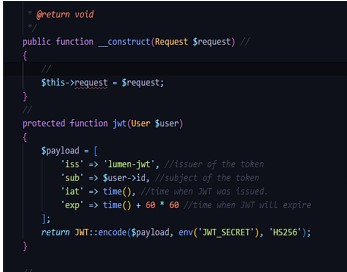 * @return void
*/
public function __construct(Request $request) //
{
//
$this->request = $request;
}
//
protected function jwt(User $user)
{
$payload = [
'iss' => 'lumen-jwt', //issuer of the token
'sub' => $user->id, //subject of the token
'iat' => time(), //time when JWT was issued.
'exp' => time() + 60 * 60 //time when JWT will expire
];
return JWT::encode($payload, env('JWT_SECRET'), 'HS256');
}
//